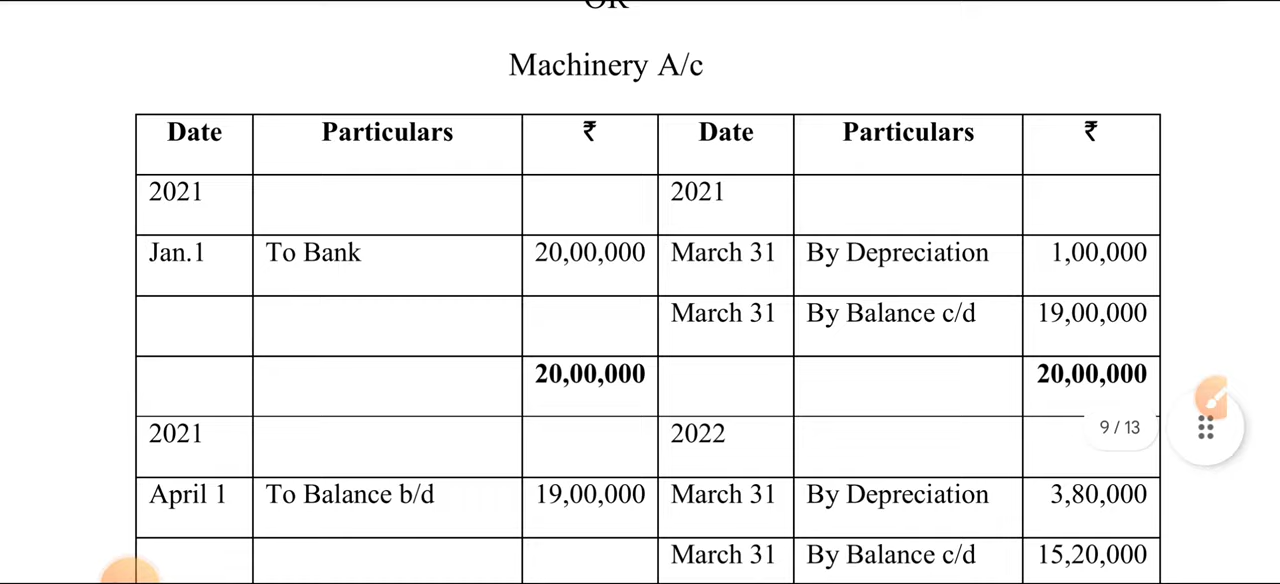 OR
Machinery A/c
Date Particulars ₹ Date Particulars ₹
2021 2021
Jan.1 To Bank 20,00,000 March 31 By Depreciation 1,00,000
March 31 By Balance c/d 19,00,000
20,00,000 20,00,000
2021 2022
9 / 13
April 1 To Balance b/d 19,00,000 March 31 By Depreciation 3,80,000
March 31 By Balance c/d 15,20,000